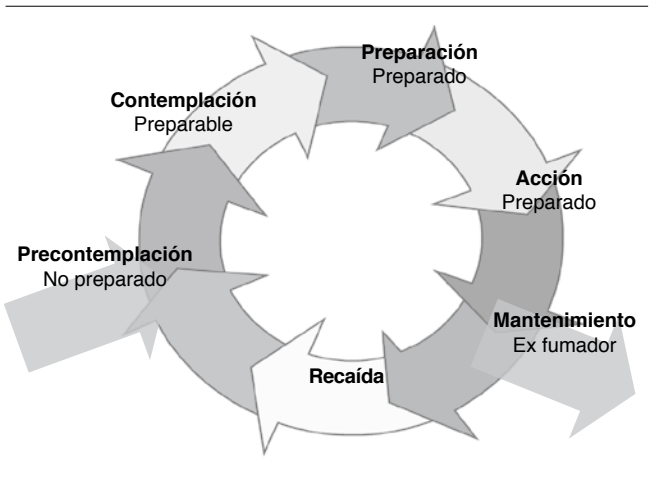 Preparación
Preparado
Contemplación
Preparable
Acción
Preparado
Precontemplación
No preparado
Mantenimiento
Ex fumador
Recaída